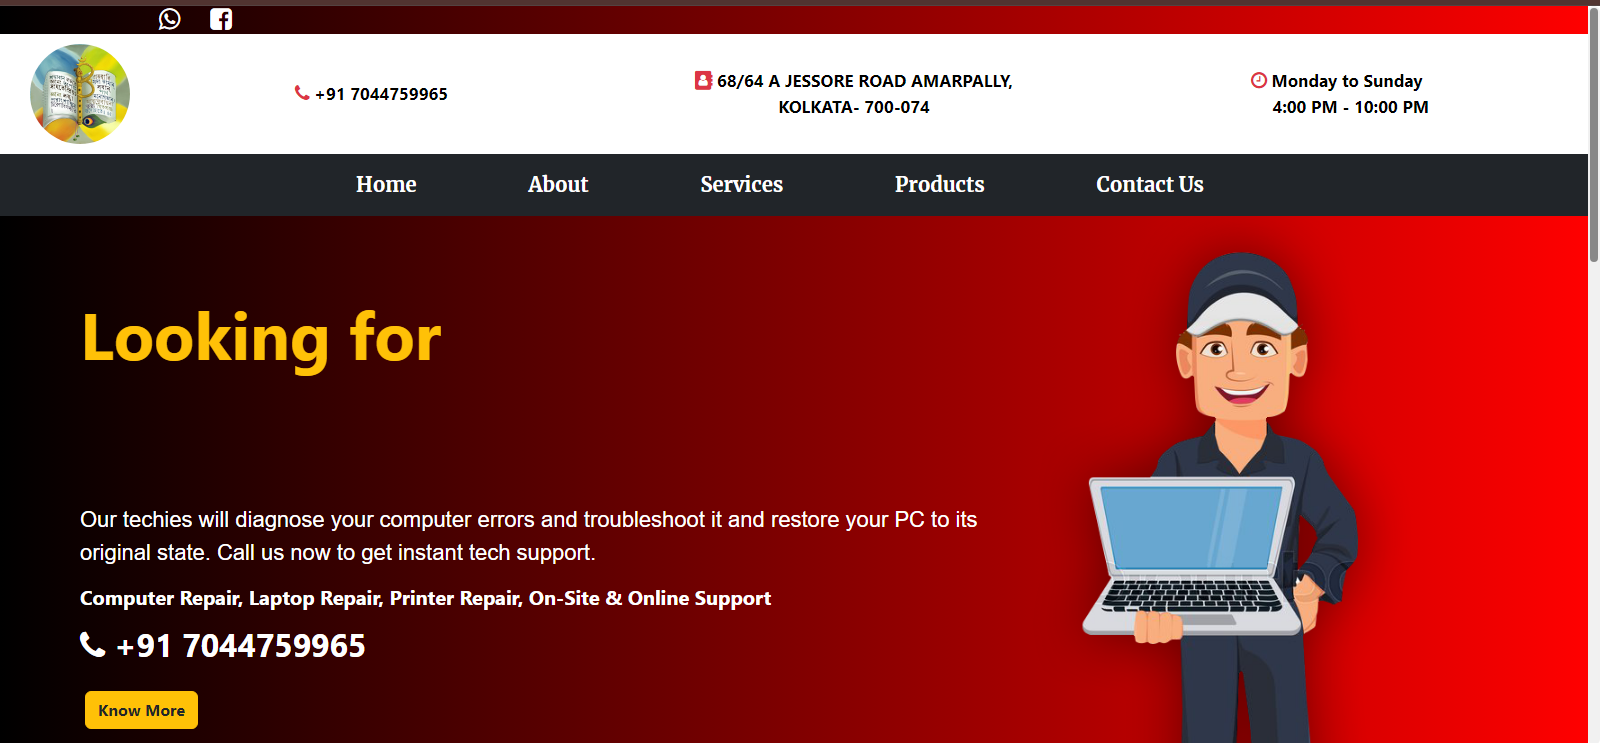 +91 7044759965
68/64 A JESSORE ROAD AMARPALLY,
KOLKATA- 700-074
Monday to Sunday
4:00 PM - 10:00 PM
Home About Services Products Contact Us
Looking for
Our techies will diagnose your computer errors and troubleshoot it and restore your PC to its
original state. Call us now to get instant tech support.
Computer Repair, Laptop Repair, Printer Repair, On-Site & Online Support
+91 7044759965
Know More